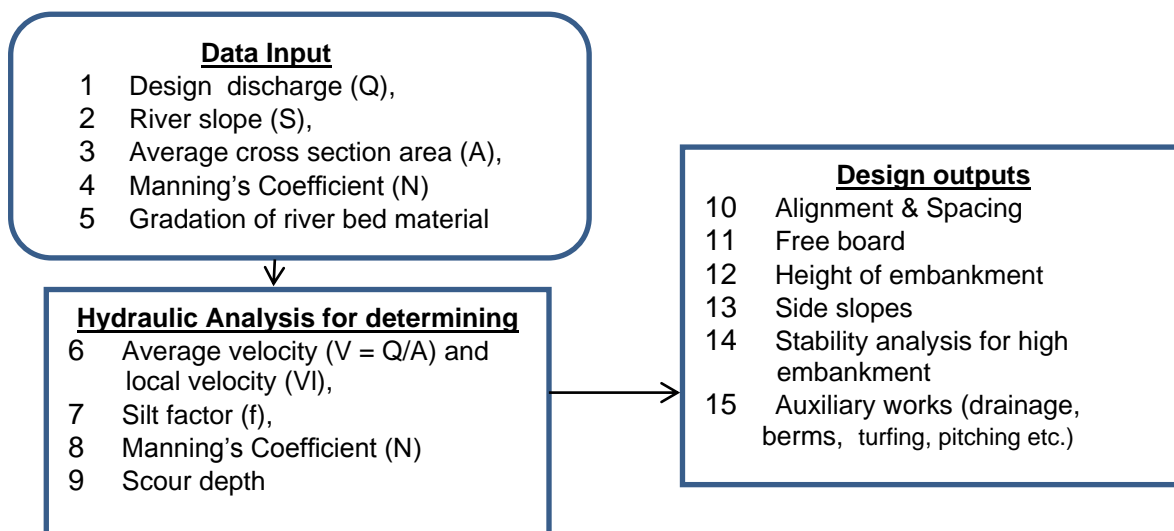 Data Input
1 Design discharge (Q),
2 River slope (S),
3 Average cross section area (A),
4 Manning's Coefficient (N)
5 Gradation of river bed material
Hydraulic Analysis for determining
6 Average velocity (V = Q/A) and
local velocity (Vl),
7 Silt factor (f),
8 Manning's Coefficient (N)
9 Scour depth
Design outputs
10 Alignment & Spacing
11 Free board
12 Height of embankment
13 Side slopes
14 Stability analysis for high
embankment
15 Auxiliary works (drainage,
berms, turfing, pitching etc.)